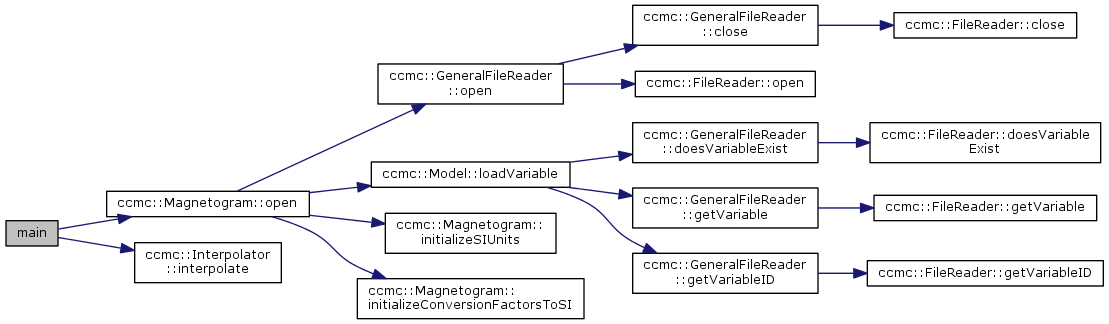 main
ccmc::Magnetogram::open
ccmc::Interpolator
::interpolate
ccmc::GeneralFileReader
::open
ccmc::Model::loadVariable
ccmc::Magnetogram::
initializeSIUnits
ccmc::Magnetogram::
initializeConversionFactorsToSI
ccmc::GeneralFileReader
::close
ccmc::FileReader::open
ccmc::GeneralFileReader
::doesVariableExist
ccmc::GeneralFileReader
::getVariable
ccmc::GeneralFileReader
::getVariableID
ccmc::FileReader::close
ccmc::FileReader::doesVariable
Exist
ccmc::FileReader::getVariable
ccmc::FileReader::getVariableID